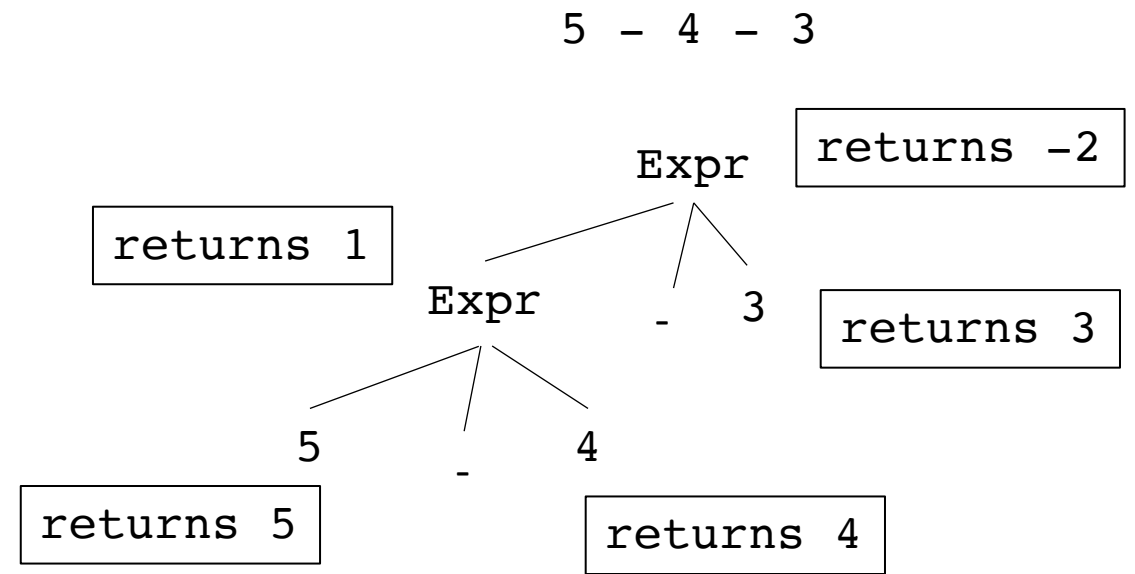 5 – 4 – 3
Expr
returns –2
returns 1
Expr
-
3
returns 3
5
-
4
returns 5
returns 4